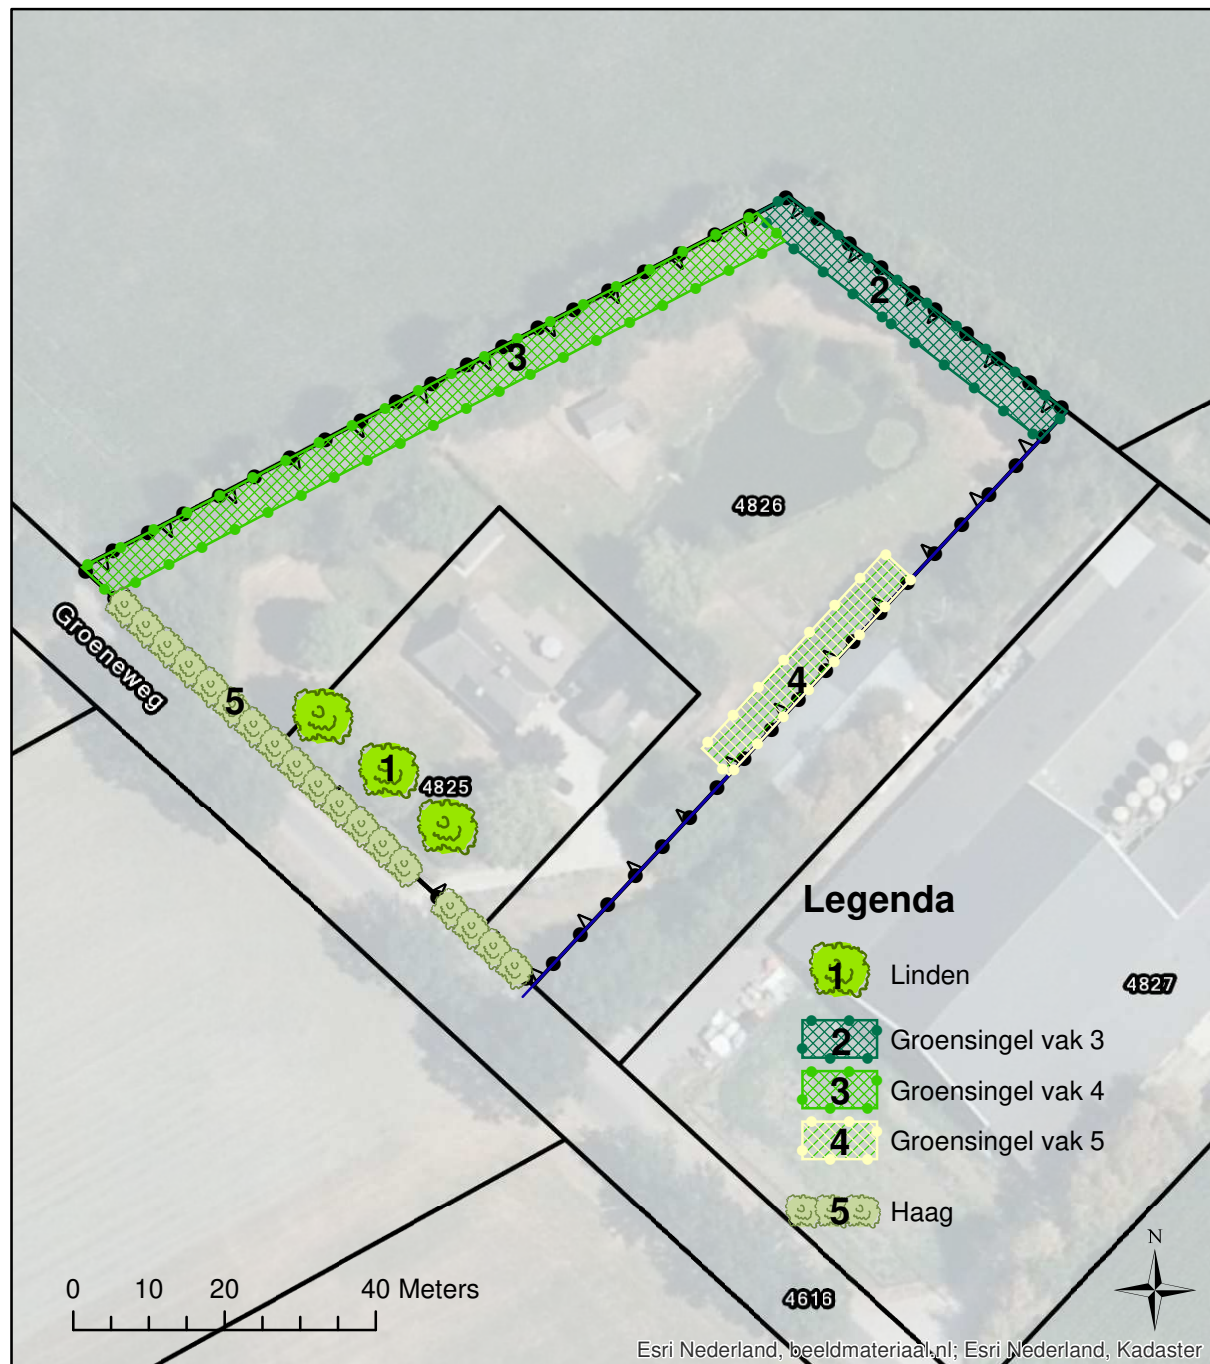 2
3
4826
Groeneweg
5
4
1
4825
Legenda
1 Linden
4827
2 Groensingel vak 3
3 Groensingel vak 4
4 Groensingel vak 5
5 Haag
N
0 10 20 40 Meters
4616
Esri Nederland, beeldmateriaal.nl; Esri Nederland, Kadaster